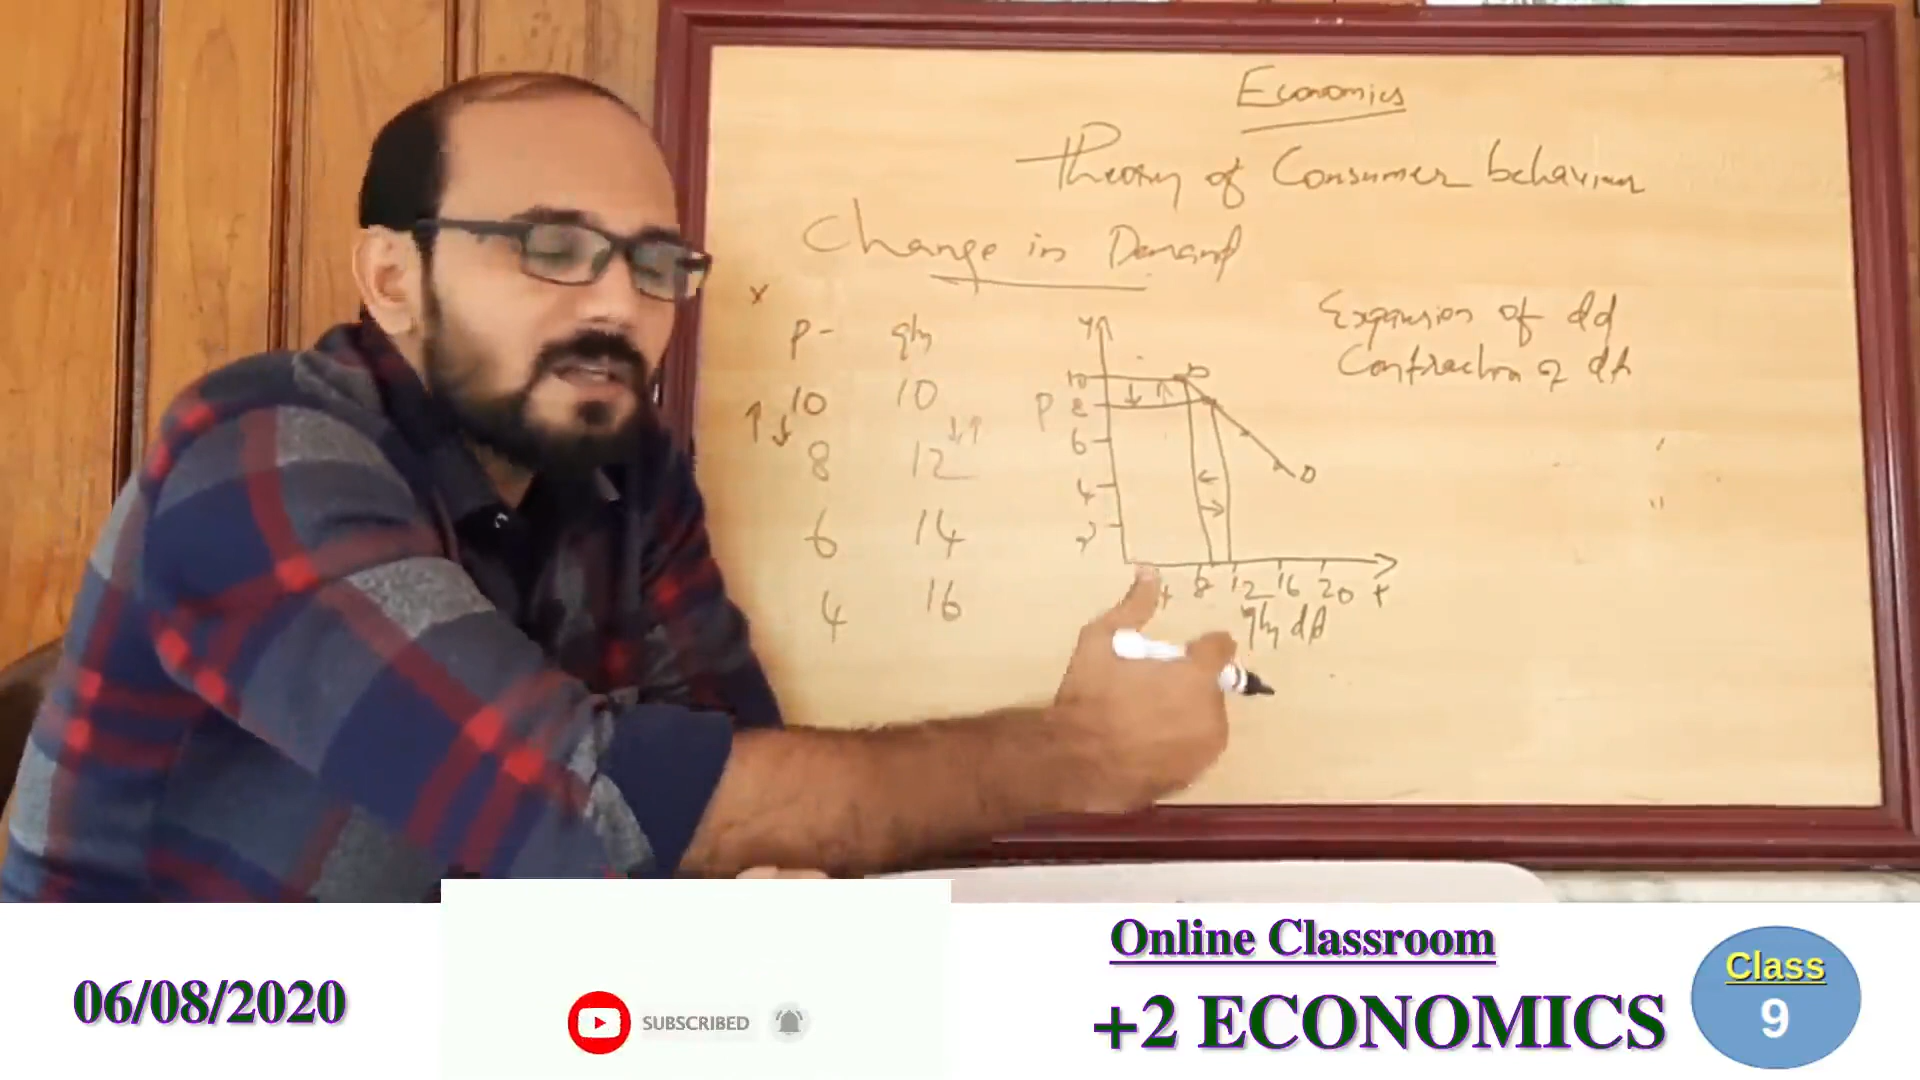 Economics
Theory of Consumer behaviour
Change in Demand
x
P - qty
10 10
8 12
6 14
4 16
y
10
8
6
4
2
P
D
D
8 12 16 20 x
qty dd
Expansion of dd
Contraction of dd
06/08/2020
SUBSCRIBED
Online Classroom
+2 ECONOMICS
Class
9